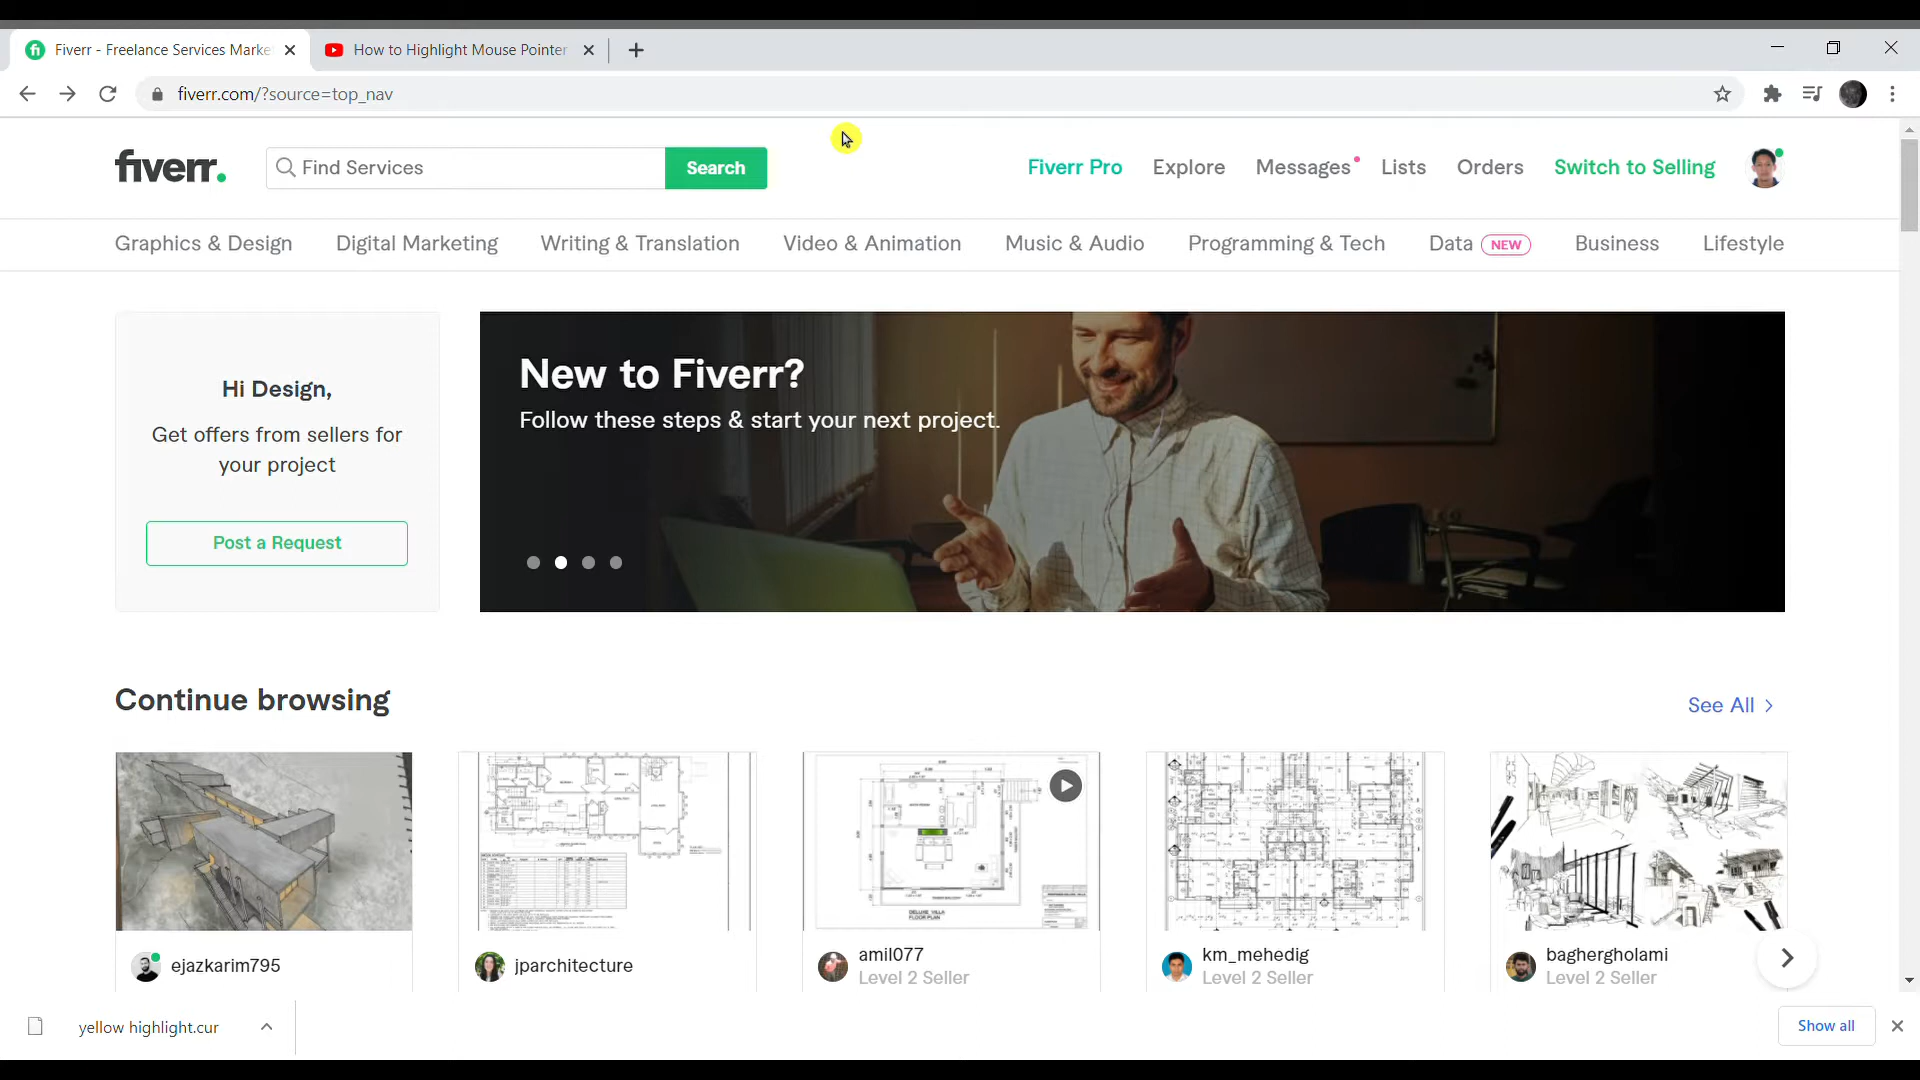 Fiverr - Freelance Services Marke
How to Highlight Mouse Pointer
fiverr.com/?source=top_nav
fiverr.
Find Services
Search
Fiverr Pro
Explore
Messages
Lists
Orders
Switch to Selling
Graphics & Design
Digital Marketing
Writing & Translation
Video & Animation
Music & Audio
Programming & Tech
Data NEW
Business
Lifestyle
Hi Design,
Get offers from sellers for
your project
Post a Request
New to Fiverr?
Follow these steps & start your next project.
Continue browsing
See All
DELUXE VILLA
FLOOR PLAN
ejazkarim795
jparchitecture
amil077
Level 2 Seller
km_mehedig
Level 2 Seller
baghergholami
Level 2 Seller
yellow highlight.cur
Show all